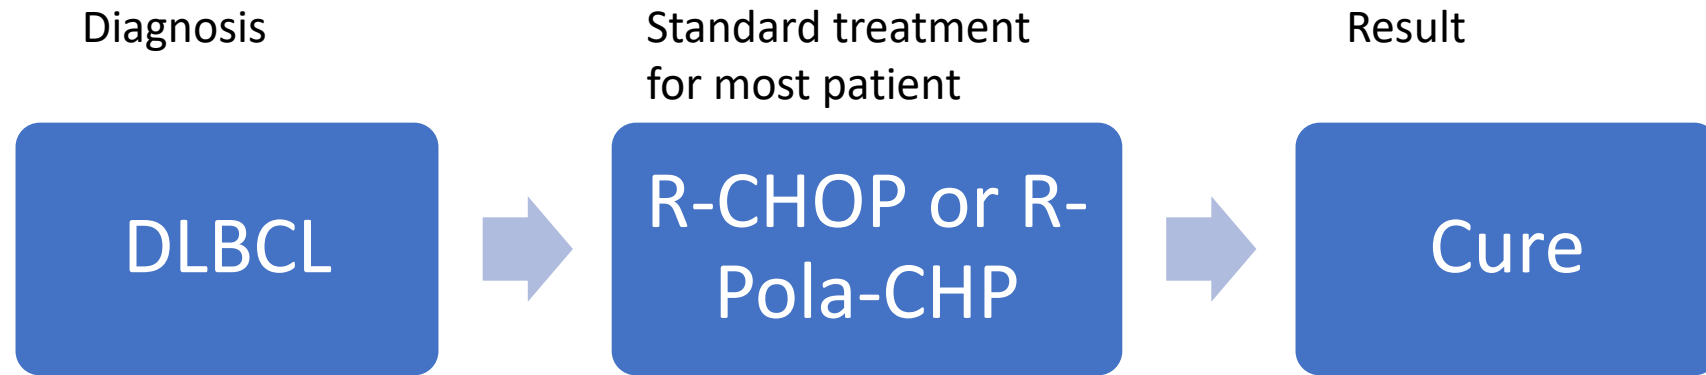 Diagnosis
Standard treatment
for most patient
Result
DLBCL
R-CHOP or R-
Pola-CHP
Cure